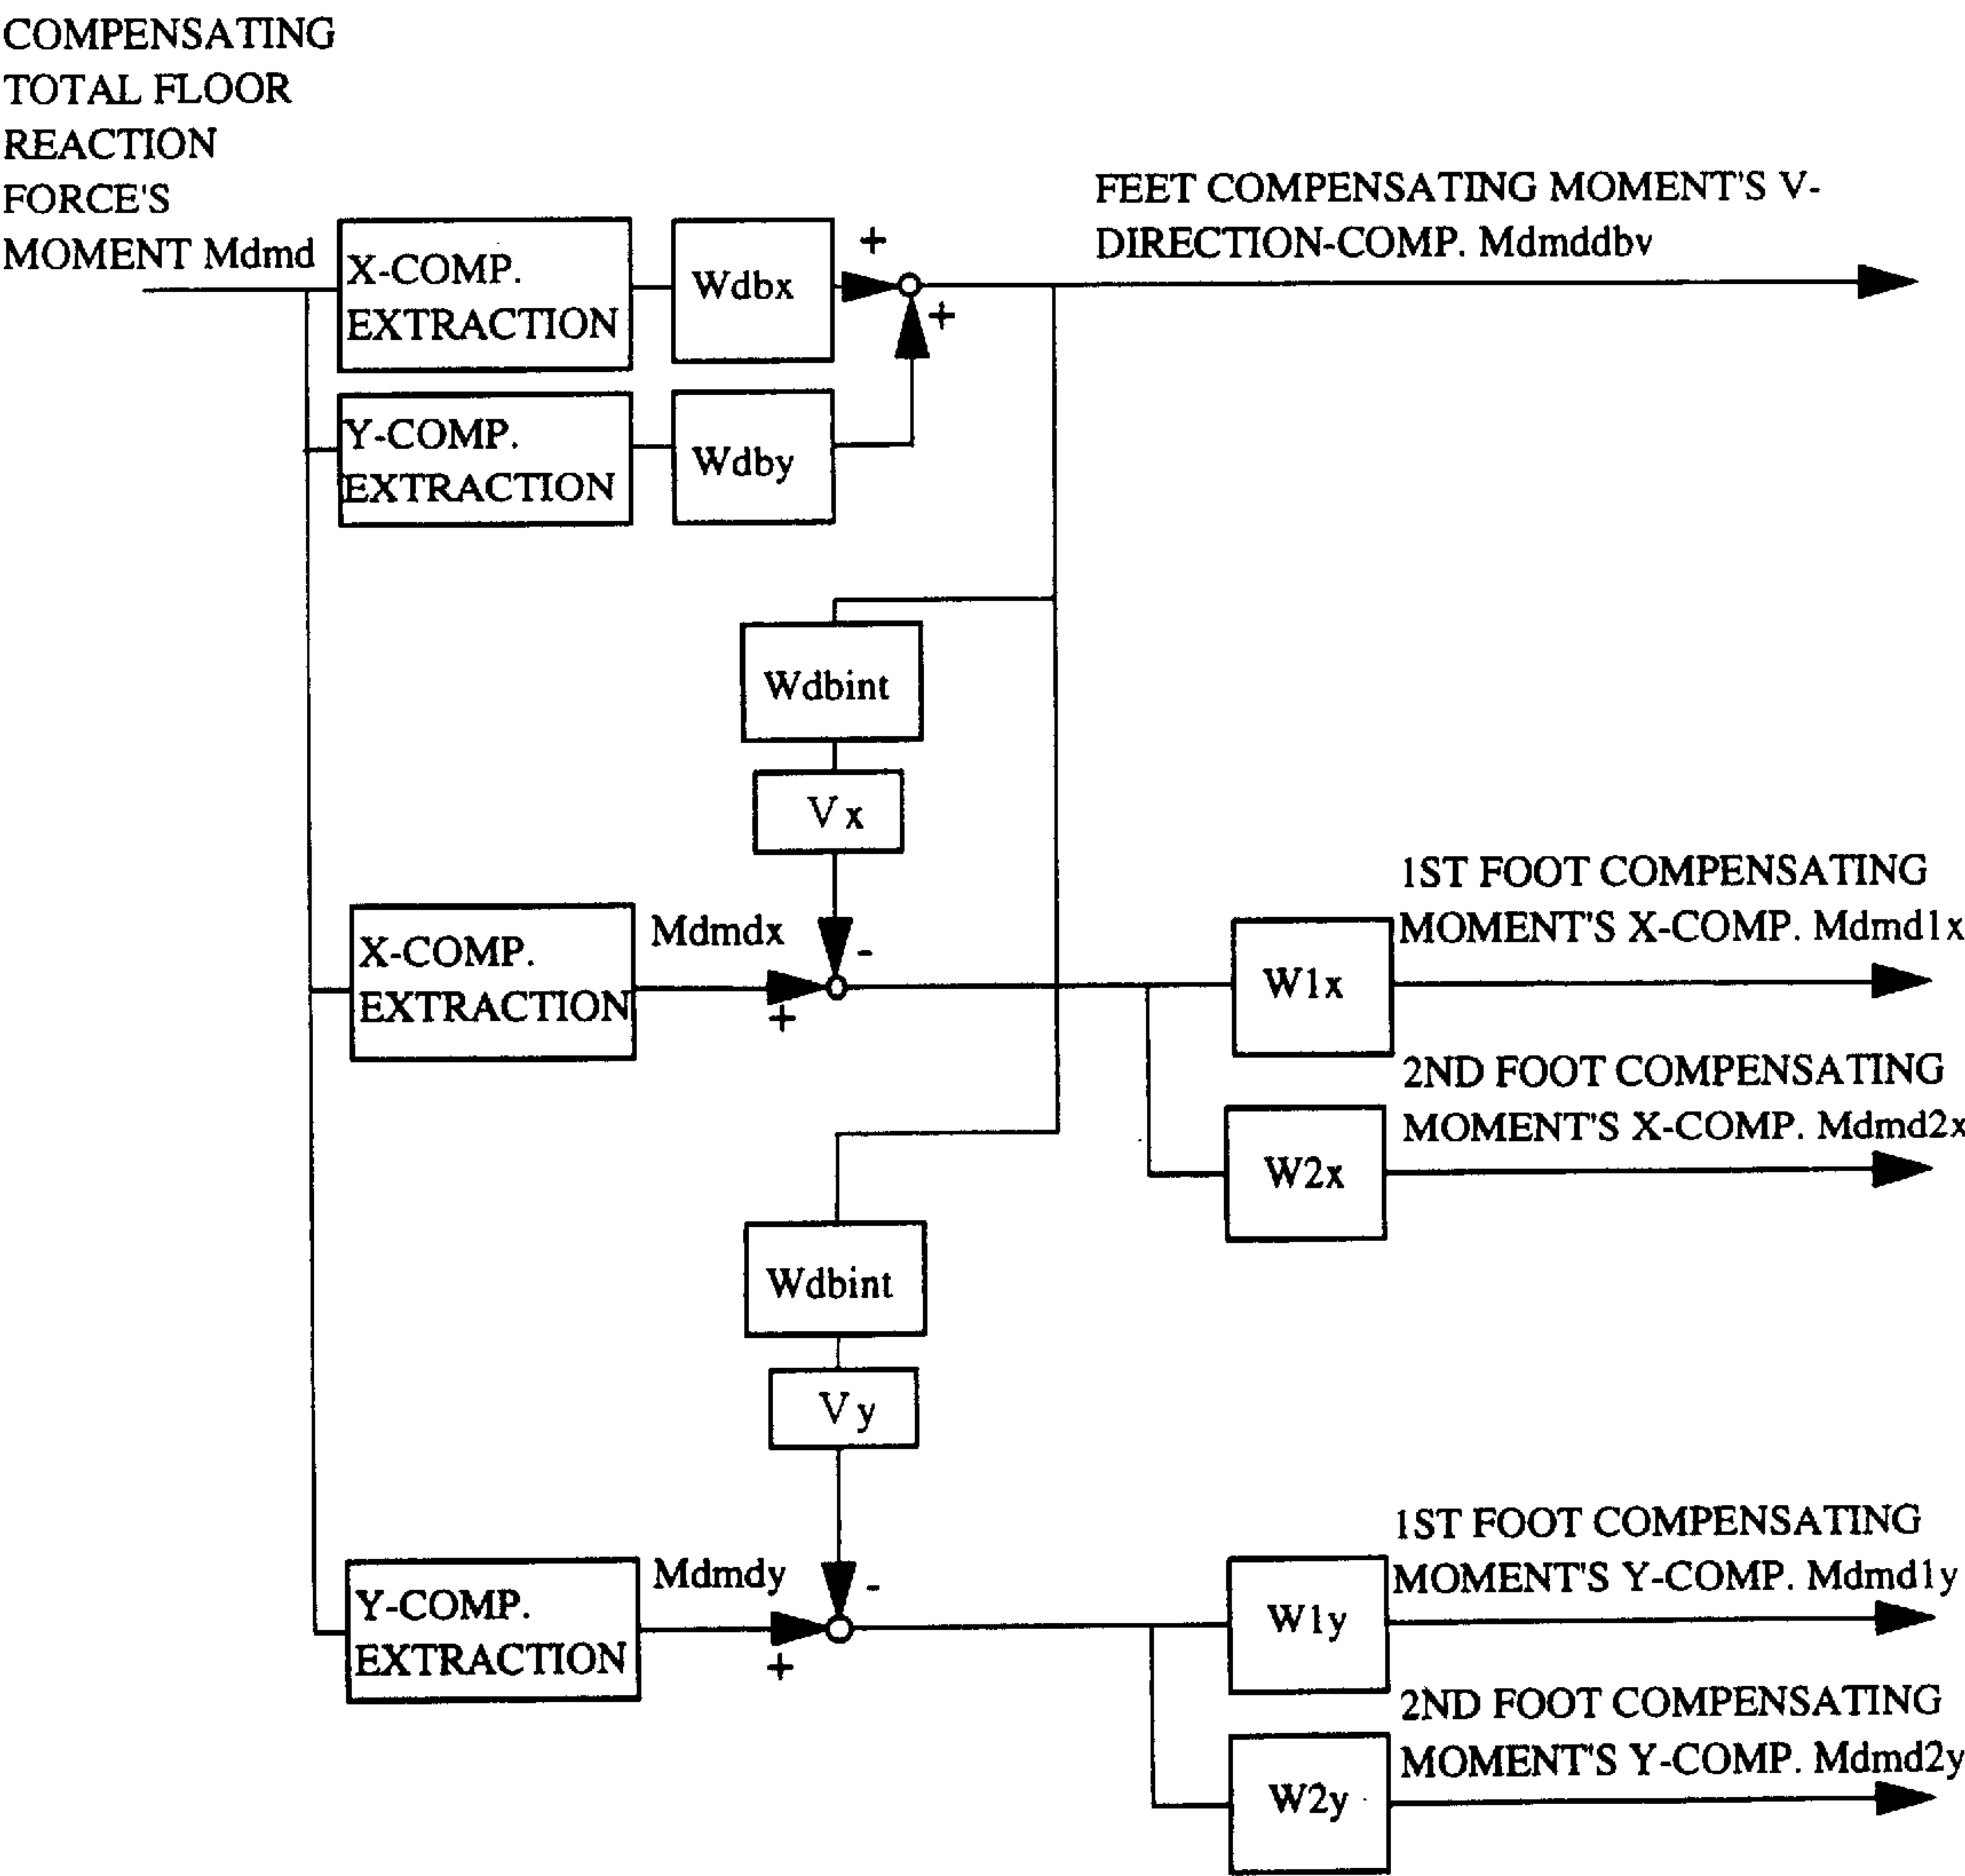 COMPENSATING
TOTAL FLOOR
REACTION
FORCE'S
MOMENT Mdmd
X-COMP.
EXTRACTION
Wdbx
+
+
FEET COMPENSATING MOMENT'S V-
DIRECTION-COMP. Mdmddbv
Y-COMP.
EXTRACTION
Wdby
Wdbint
Vx
X-COMP.
EXTRACTION
Mdmdx
-
+
W1x
1ST FOOT COMPENSATING
MOMENT'S X-COMP. Mdmd1x
W2x
2ND FOOT COMPENSATING
MOMENT'S X-COMP. Mdmd2x
Wdbint
Vy
Y-COMP.
EXTRACTION
Mdmdy
-
+
W1y
1ST FOOT COMPENSATING
MOMENT'S Y-COMP. Mdmd1y
W2y
2ND FOOT COMPENSATING
MOMENT'S Y-COMP. Mdmd2y